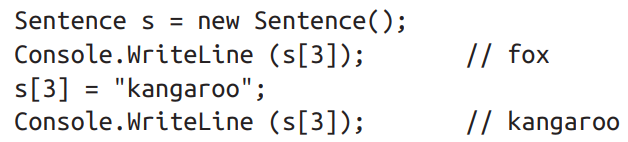 Sentence s = new Sentence();
Console.WriteLine (s[3]);       // fox
s[3] = "kangaroo";
Console.WriteLine (s[3]);       // kangaroo